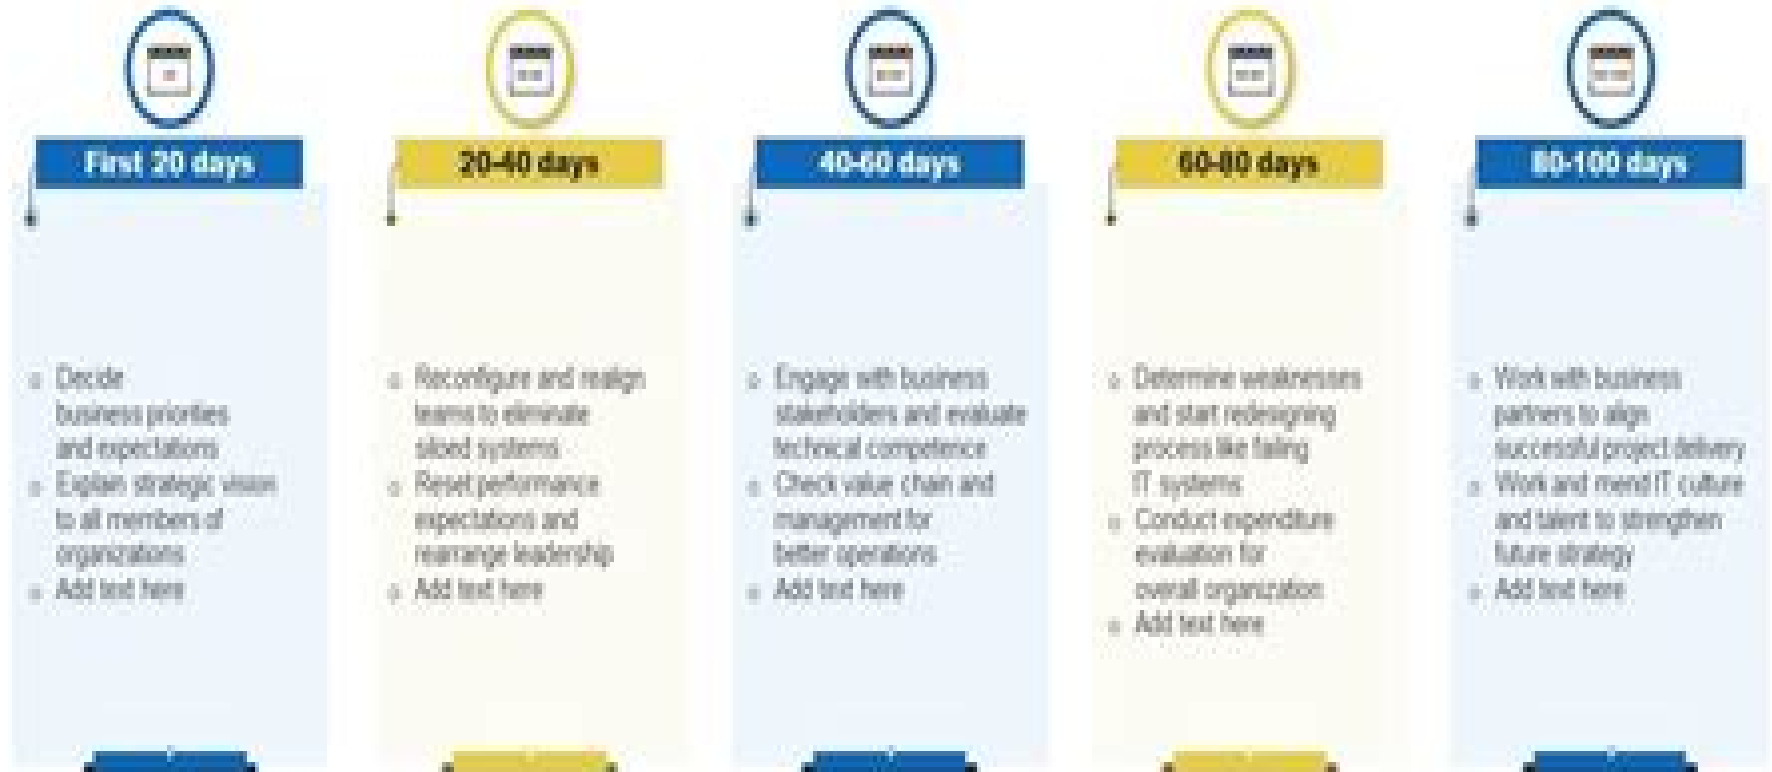 First 20 days
Decide
business priorities
and expectations
Explain strategic vision
to all members of
organizations
Add text here
20-40 days
Reconfigure and realign
teams to eliminate
siloed systems
Reset performance
expectations and
rearrange leadership
Add text here
40-60 days
Engage with business
stakeholders and evaluate
technical competence
Check value chain and
management for
better operations
Add text here
60-80 days
Determine weaknesses
and start redesigning
process like failing
IT systems
Conduct expenditure
evaluation for
overall organization
Add text here
80-100 days
Work with business
partners to align
successful project delivery
Work and mend IT culture
and talent to strengthen
future strategy
Add text here